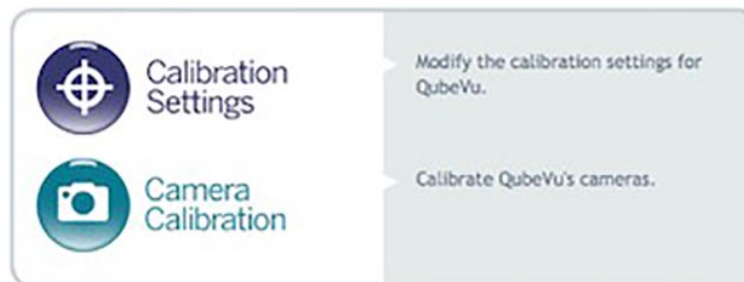 Calibration
Settings
Modify the calibration settings for
QubeVu.
Camera
Calibration
Calibrate QubeVu's cameras.